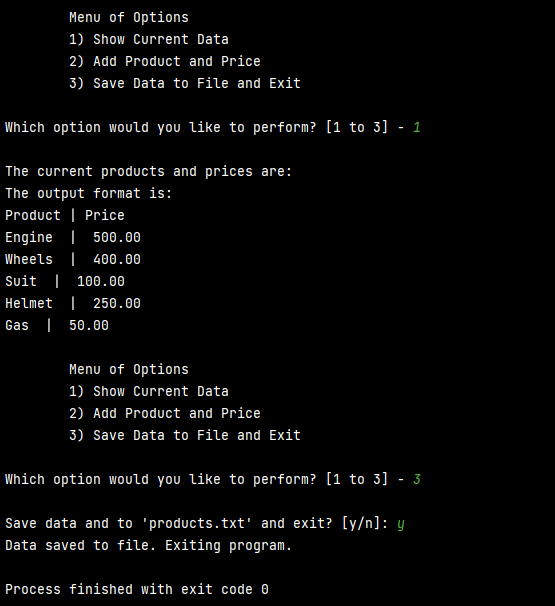 Menu of Options
1) Show Current Data
2) Add Product and Price
3) Save Data to File and Exit
Which option would you like to perform? [1 to 3] - 1
The current products and prices are:
The output format is:
Product | Price
Engine  |  500.00
Wheels  |  400.00
Suit  |  100.00
Helmet  |  250.00
Gas  |  50.00
Menu of Options
1) Show Current Data
2) Add Product and Price
3) Save Data to File and Exit
Which option would you like to perform? [1 to 3] - 3
Save data and to 'products.txt' and exit? [y/n]: y
Data saved to file. Exiting program.
Process finished with exit code 0